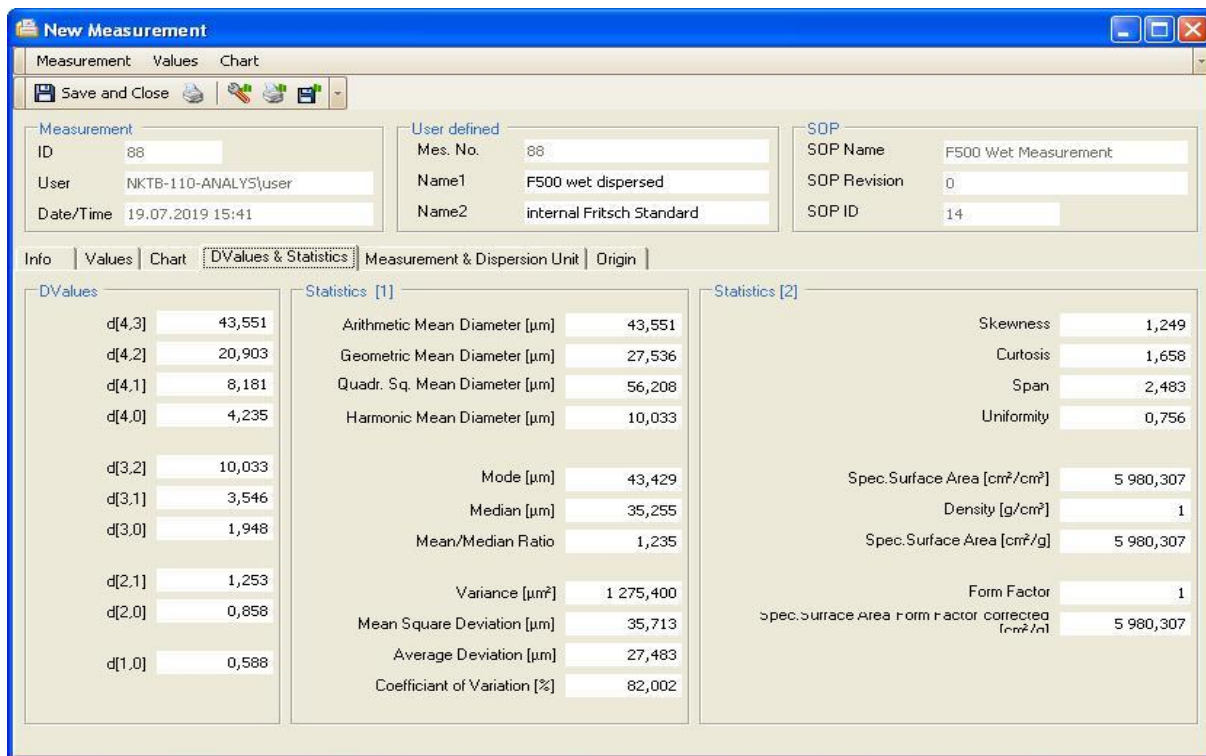 New Measurement
Measurement Values Chart
Save and Close
Measurement
ID 88
User NKTB-110-ANALYS\user
Date/Time 19.07.2019 15:41
User defined
Mes. No. 88
Name1 F500 wet dispersed
Name2 internal Fritsch Standard
SOP
SOP Name F500 Wet Measurement
SOP Revision 0
SOP ID 14
Info Values Chart DValues & Statistics Measurement & Dispersion Unit Origin
DValues
d[4,3] 43,551
d[4,2] 20,903
d[4,1] 8,181
d[4,0] 4,235
d[3,2] 10,033
d[3,1] 3,546
d[3,0] 1,948
d[2,1] 1,253
d[2,0] 0,858
d[1,0] 0,588
Statistics [1]
Arithmetic Mean Diameter [µm] 43,551
Geometric Mean Diameter [µm] 27,536
Quadr. Sq. Mean Diameter [µm] 56,208
Harmonic Mean Diameter [µm] 10,033
Mode [µm] 43,429
Median [µm] 35,255
Mean/Median Ratio 1,235
Variance [µm²] 1 275,400
Mean Square Deviation [µm] 35,713
Average Deviation [µm] 27,483
Coefficiant of Variation [%] 82,002
Statistics [2]
Skewness 1,249
Curtosis 1,658
Span 2,483
Uniformity 0,756
Spec.Surface Area [cm²/cm³] 5 980,307
Density [g/cm³] 1
Spec.Surface Area [cm²/g] 5 980,307
Form Factor 1
Spec.Surface Area Form Factor corrected
[cm²/g] 5 980,307